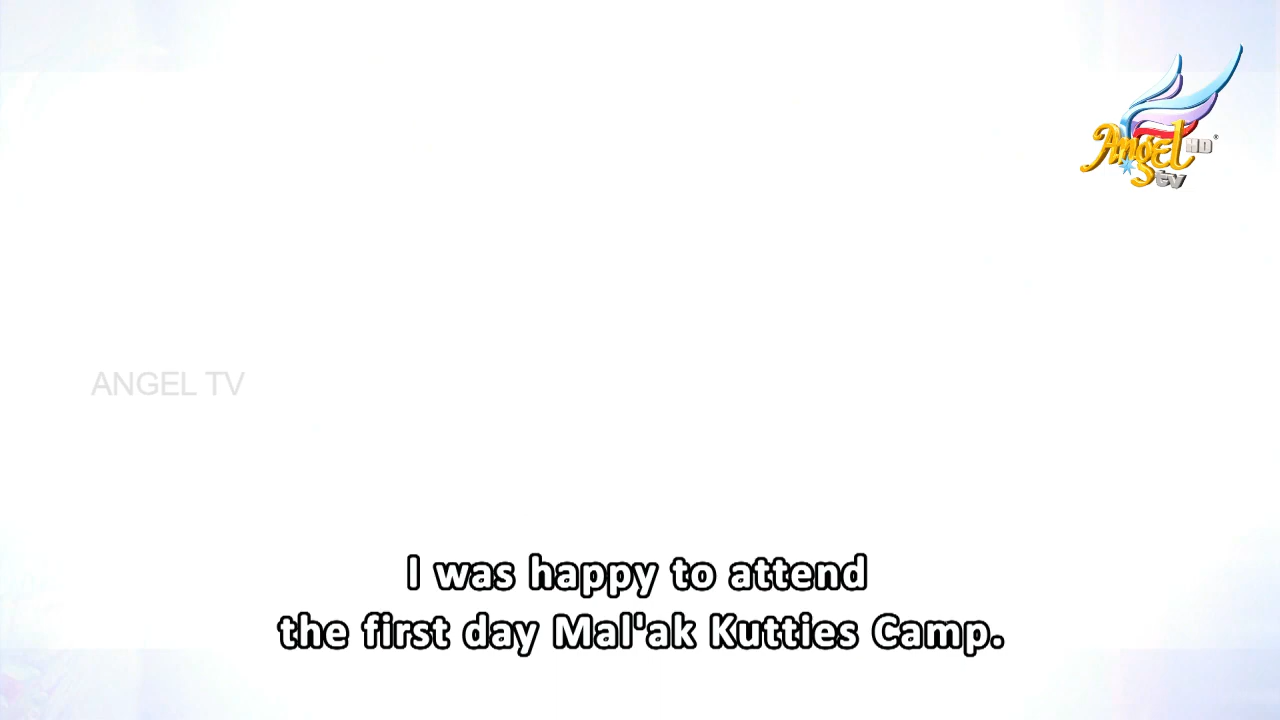 Angel HD
tv
ANGEL TV
I was happy to attend
the first day Mal'ak Kutties Camp.